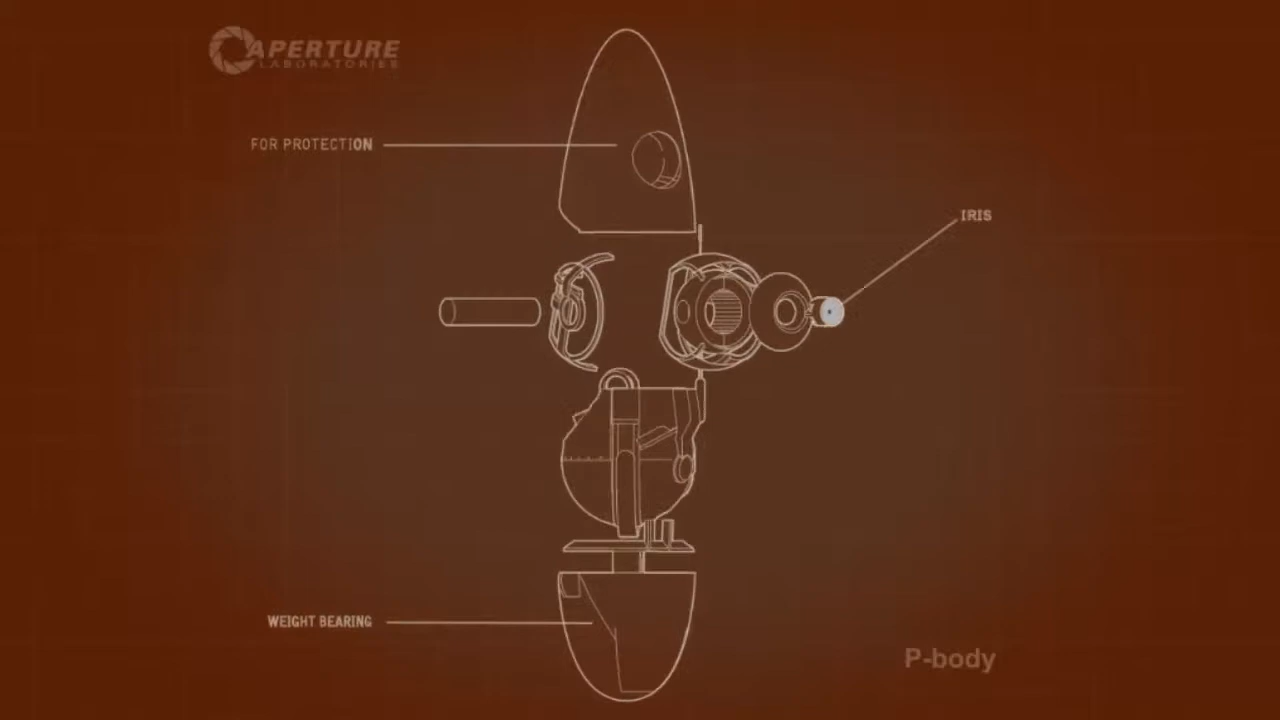 APERTURE
LABORATORIES
FOR PROTECTION
IRIS
WEIGHT BEARING
P-body